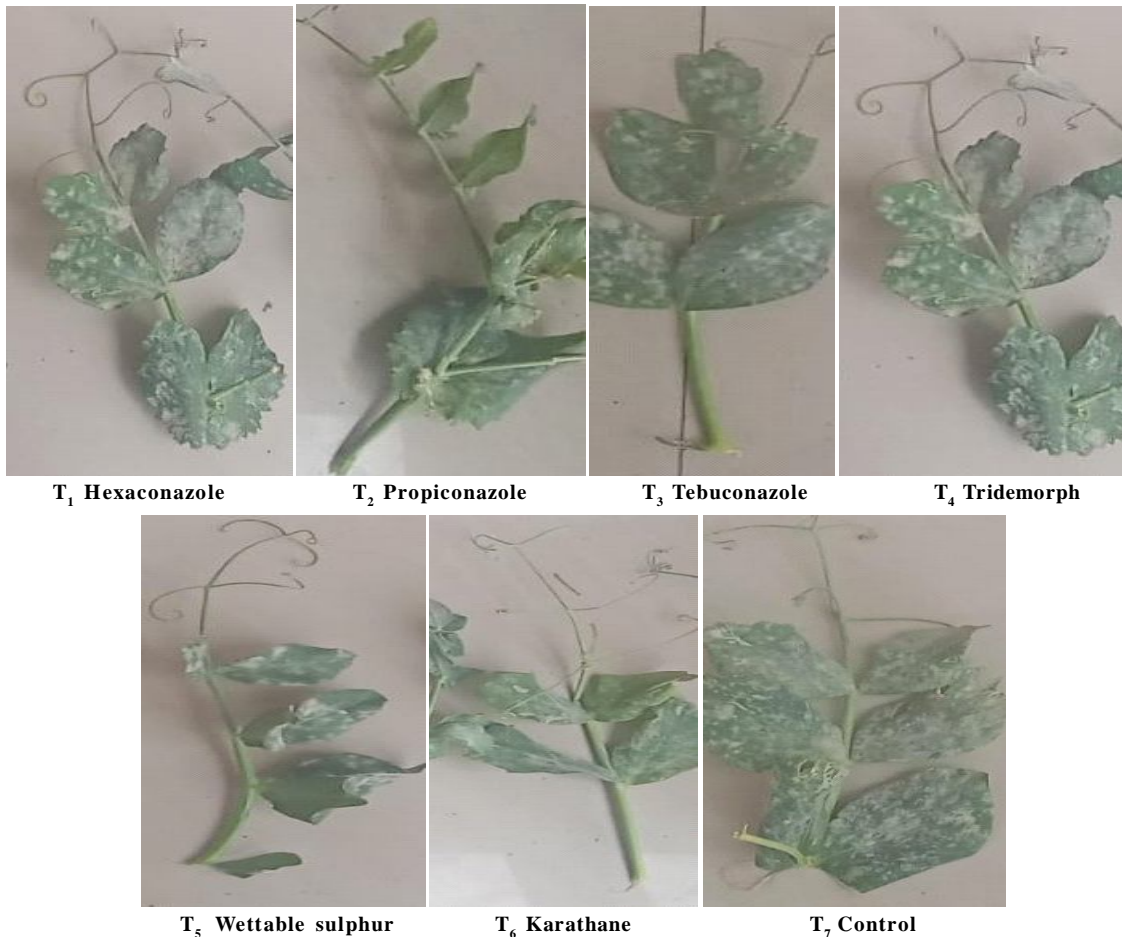 T₁ Hexaconazole
T₂ Propiconazole
T₃ Tebuconazole
T₄ Tridemorph
T₅ Wettable sulphur
T₆ Karathane
T₇ Control